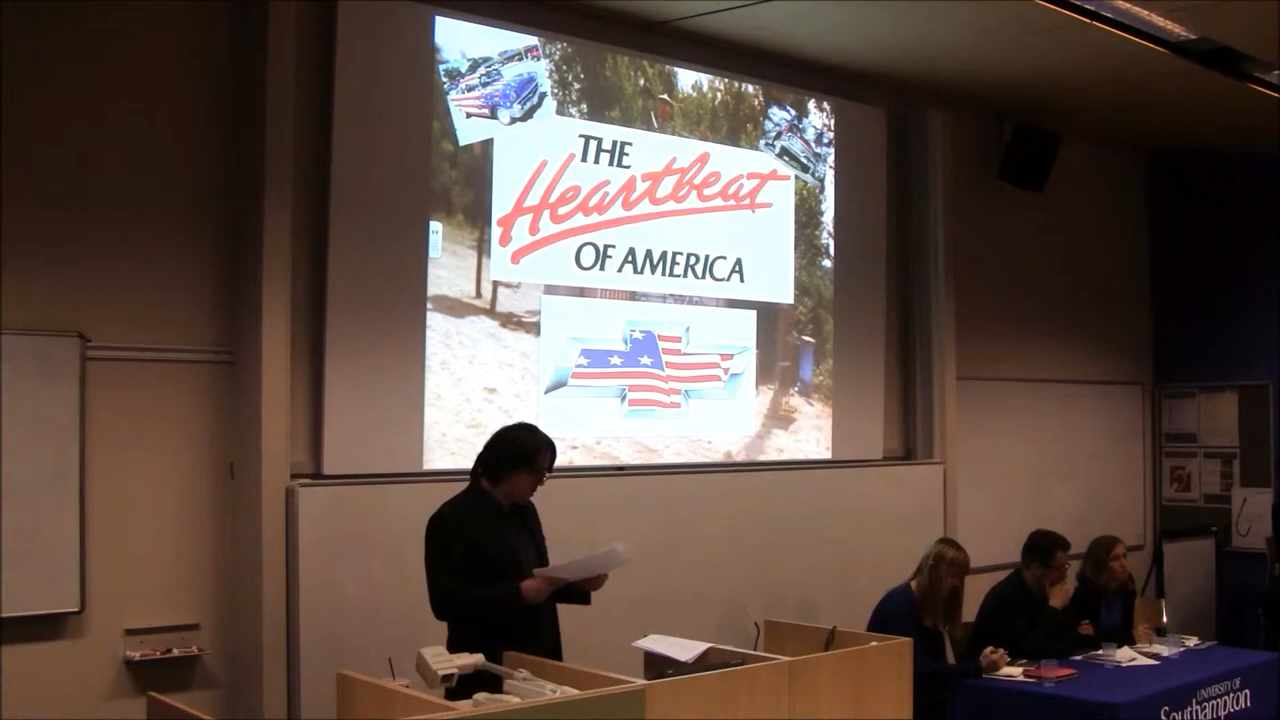 THE
Heartbeat
OF AMERICA
UNIVERSITY OF
Southampton